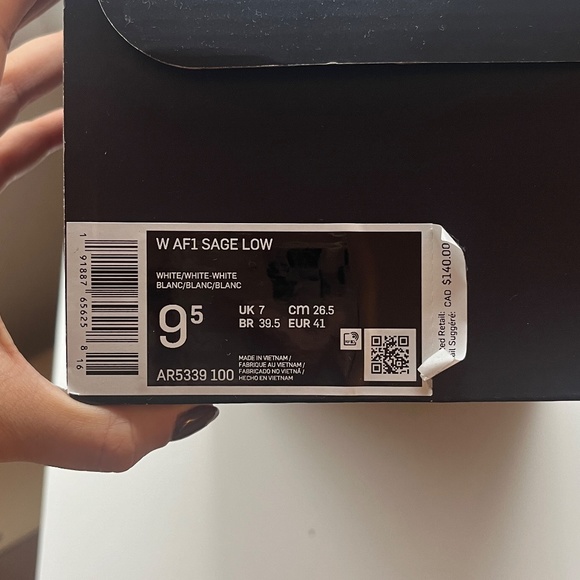 W AF1 SAGE LOW
WHITE/WHITE-WHITE
BLANC/BLANC/BLANC
9⁵
UK 7 cm 26.5
BR 39.5 EUR 41
MADE IN VIETNAM /
FABRIQUE AU VIETNAM /
FABRICADO NO VIETNÃ /
HECHO EN VIETNAM
AR5339 100
1 91887 65625 8 16
Retail:
Suggéré: CAD $140.00